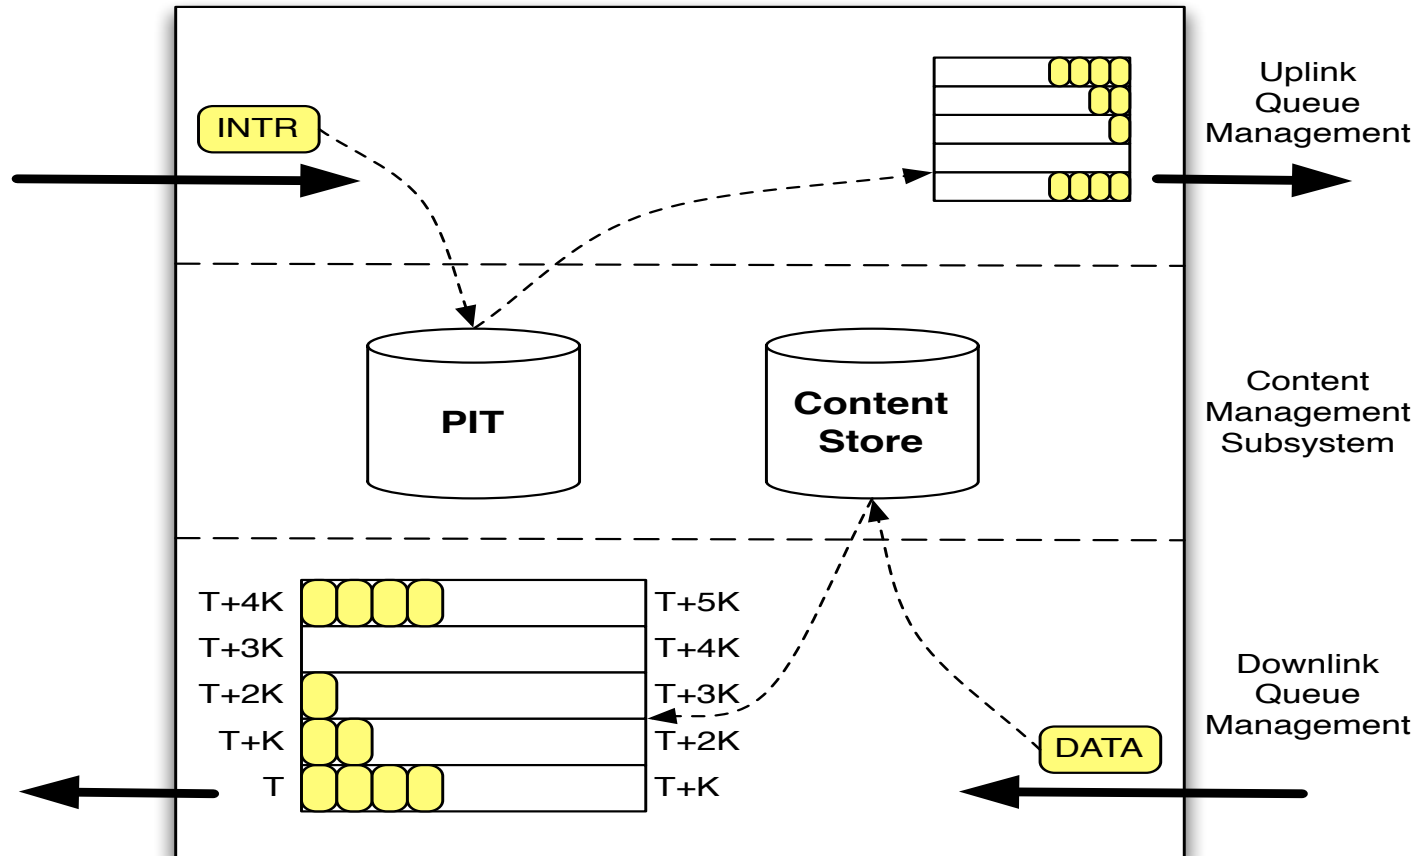 Uplink
Queue
Management
INTR
PIT
Content
Store
Content
Management
Subsystem
T+4K
T+5K
T+3K
T+4K
T+2K
T+3K
T+K
T+2K
T
T+K
DATA
Downlink
Queue
Management